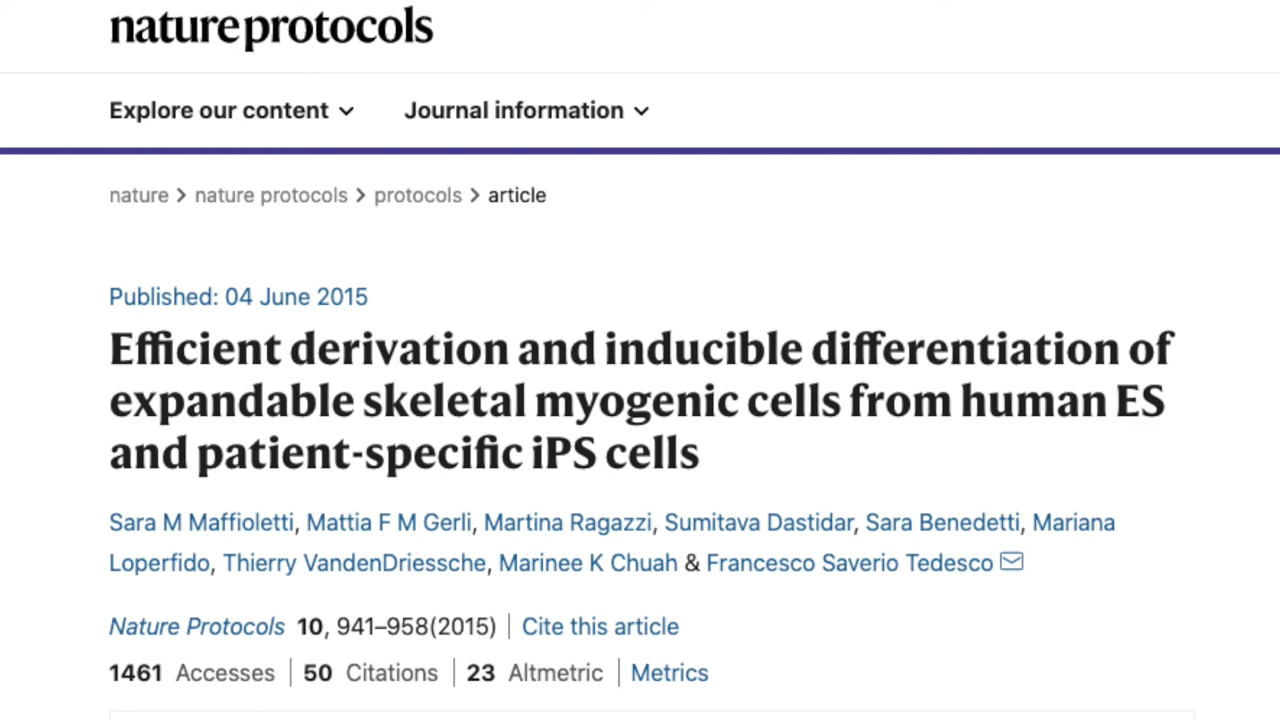 nature protocols
Explore our content Journal information
nature > nature protocols > protocols > article
Published: 04 June 2015
Efficient derivation and inducible differentiation of
expandable skeletal myogenic cells from human ES
and patient-specific iPS cells
Sara M Maffioletti, Mattia F M Gerli, Martina Ragazzi, Sumitava Dastidar, Sara Benedetti, Mariana
Loperfido, Thierry VandenDriessche, Marinee K Chuah & Francesco Saverio Tedesco
Nature Protocols 10, 941–958(2015) | Cite this article
1461 Accesses | 50 Citations | 23 Altmetric | Metrics